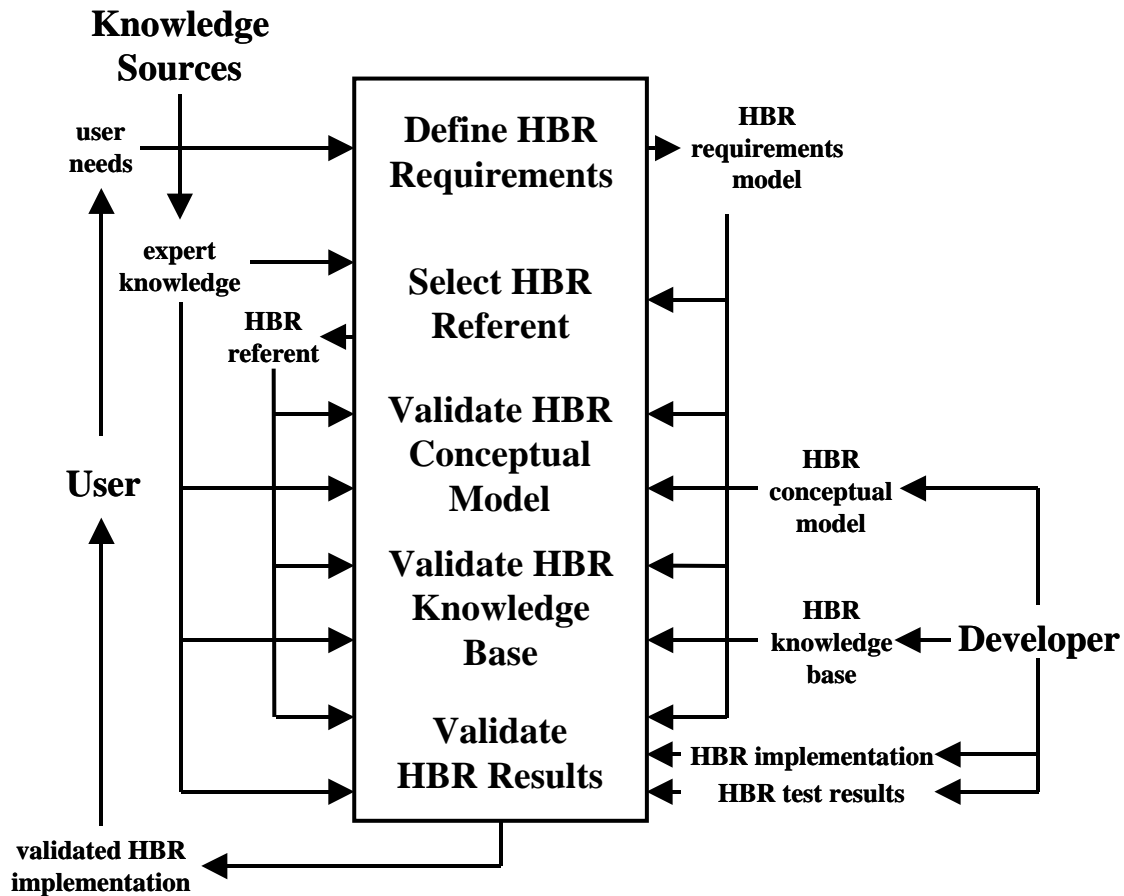 Knowledge
Sources
user
needs
Define HBR
Requirements
HBR
requirements
model
expert
knowledge
Select HBR
Referent
HBR
referent
Validate HBR
Conceptual
Model
User
HBR
conceptual
model
Validate HBR
Knowledge
Base
HBR
knowledge
base
Developer
Validate
HBR Results
HBR implementation
HBR test results
validated HBR
implementation